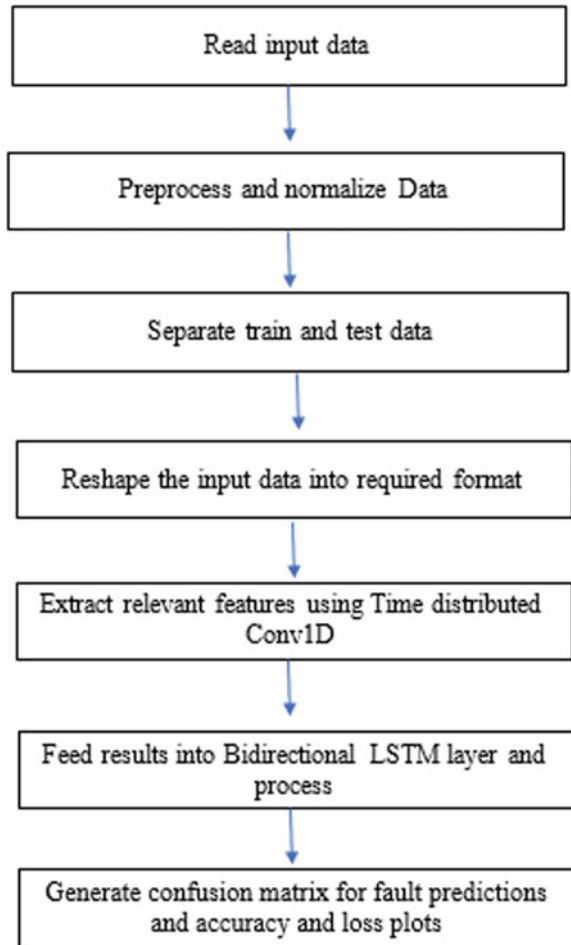 Read input data
Preprocess and normalize Data
Separate train and test data
Reshape the input data into required format
Extract relevant features using Time distributed
Conv1D
Feed results into Bidirectional LSTM layer and
process
Generate confusion matrix for fault predictions
and accuracy and loss plots